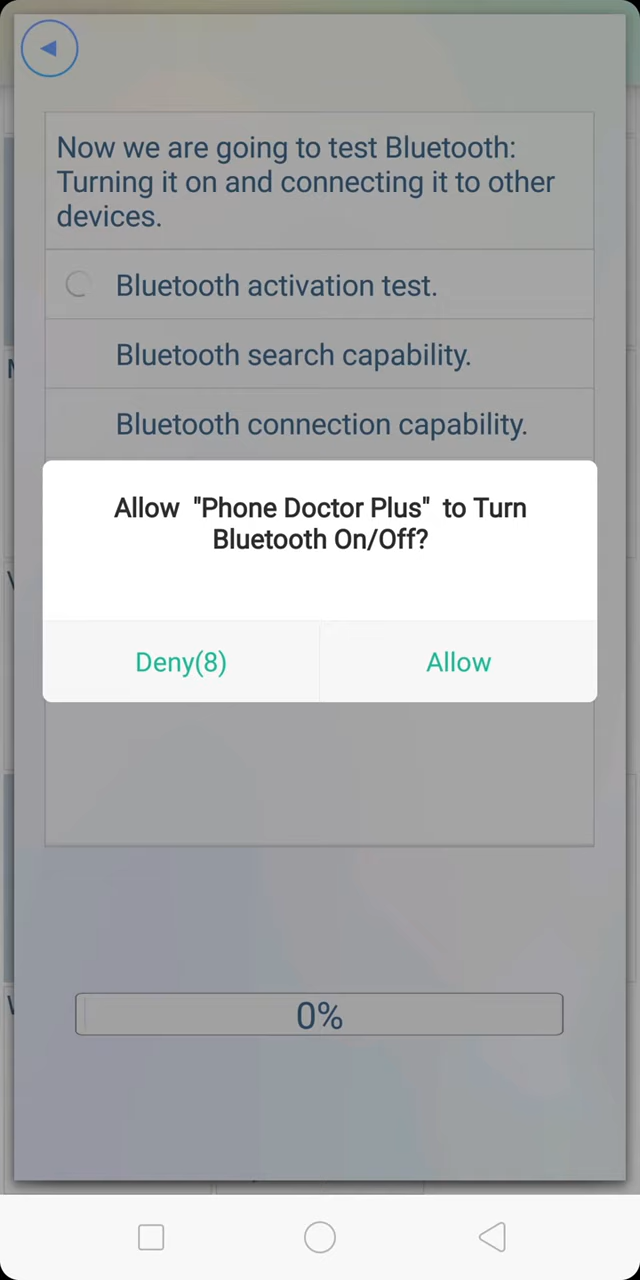 Now we are going to test Bluetooth:
Turning it on and connecting it to other
devices.
Bluetooth activation test.
Bluetooth search capability.
Bluetooth connection capability.
Allow "Phone Doctor Plus" to Turn
Bluetooth On/Off?
Deny(8)
Allow
0%